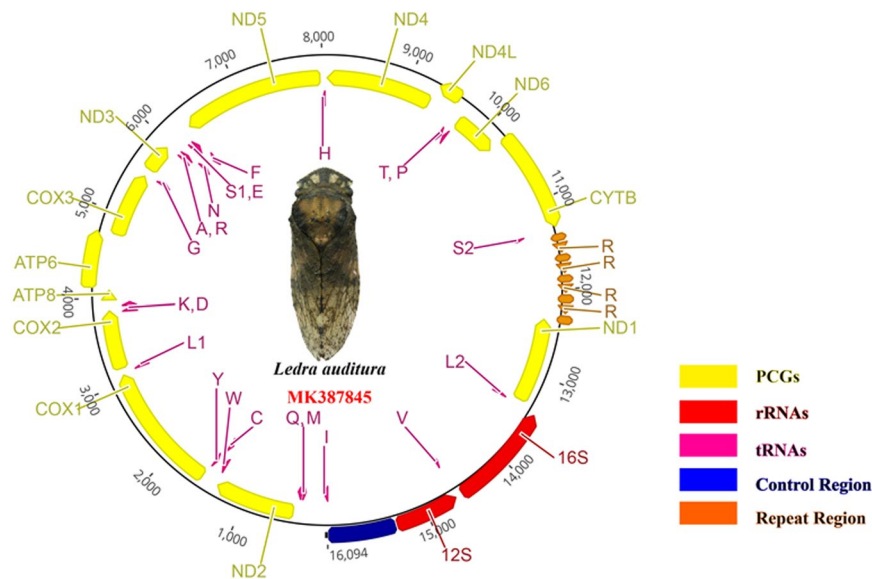 ND5
8,000
ND4
9,000
ND4L
7,000
ND6
10,000
ND3
6,000
H
T, P
F
S1, E
N
A, R
G
COX3
5,000
11,000
CYTB
S2
R
R
12,000
R
R
ND1
ATP6
ATP8
4,000
K, D
COX2
L1
L2
Ledra auditura
MK387845
13,000
COX1
3,000
Y
W
C
Q, M
I
V
2,000
16S
14,000
1,000
ND2
16,094
15,000
12S
PCGs
rRNAs
tRNAs
Control Region
Repeat Region